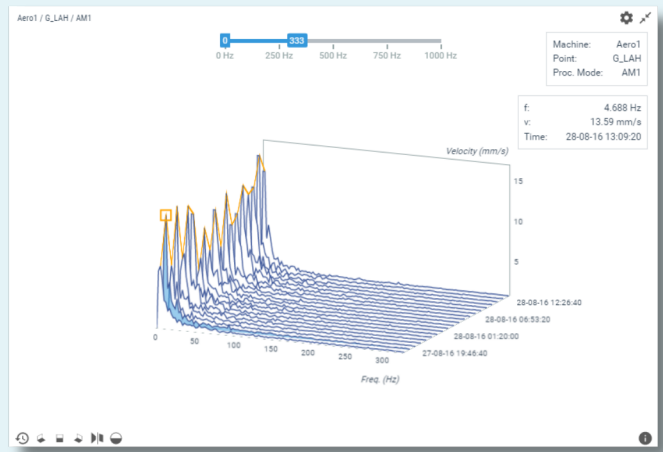 Aero1 / G_LAH / AM1
0 333
0 Hz 250 Hz 500 Hz 750 Hz 1000 Hz
Machine: Aero1
Point: G_LAH
Proc. Mode: AM1
f: 4.688 Hz
v: 13.59 mm/s
Time: 28-08-16 13:09:20
Velocity (mm/s)
15
10
5
28-08-16 12:26:40
28-08-16 06:53:20
28-08-16 01:20:00
27-08-16 19:46:40
0 50 100 150 200 250 300
Freq. (Hz)